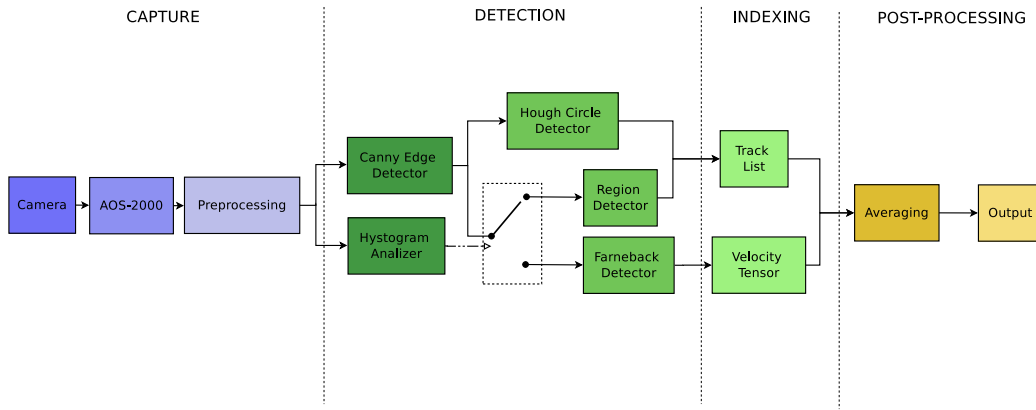 CAPTURE
DETECTION
INDEXING
POST-PROCESSING
Camera
AOS-2000
Preprocessing
Canny Edge
Detector
Hystogram
Analizer
Hough Circle
Detector
Region
Detector
Farneback
Detector
Track
List
Velocity
Tensor
Averaging
Output